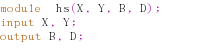 module hs(X, Y, B, D);
input X, Y;
output B, D;